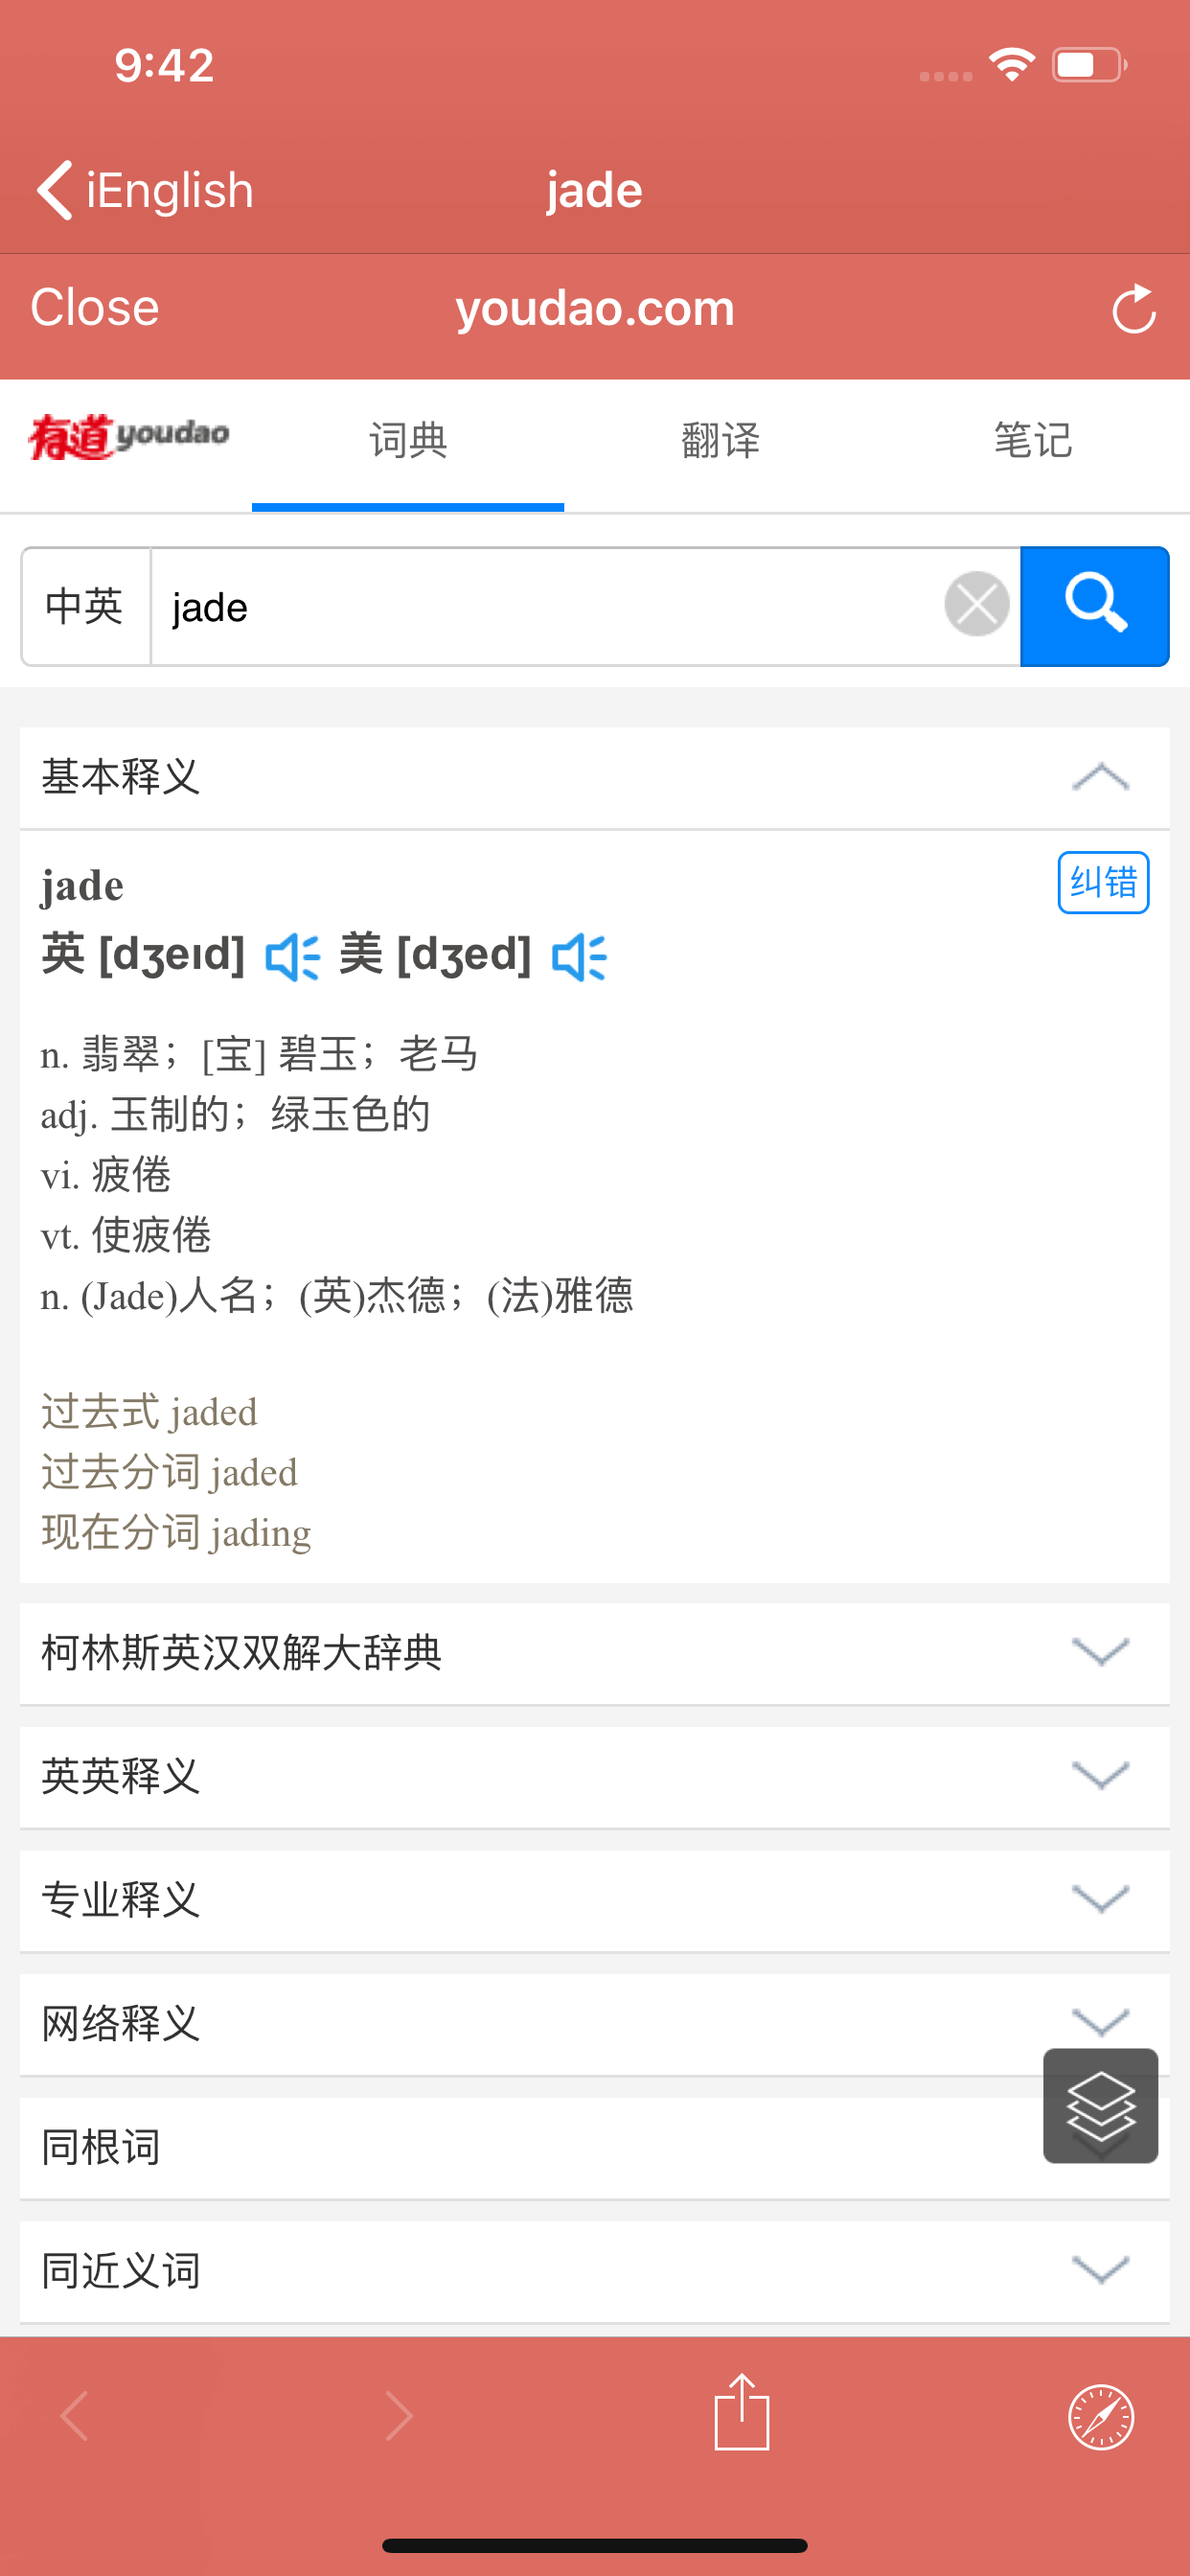 9:42
iEnglish
jade
Close
youdao.com
有道 youdao
词典
翻译
笔记
中英
jade
基本释义
jade
纠错
英 [dʒeɪd] 美 [dʒed]
n. 翡翠；[宝] 碧玉；老马
adj. 玉制的；绿玉色的
vi. 疲倦
vt. 使疲倦
n. (Jade)人名；(英)杰德；(法)雅德
过去式 jaded
过去分词 jaded
现在分词 jading
柯林斯英汉双解大辞典
英英释义
专业释义
网络释义
同根词
同近义词